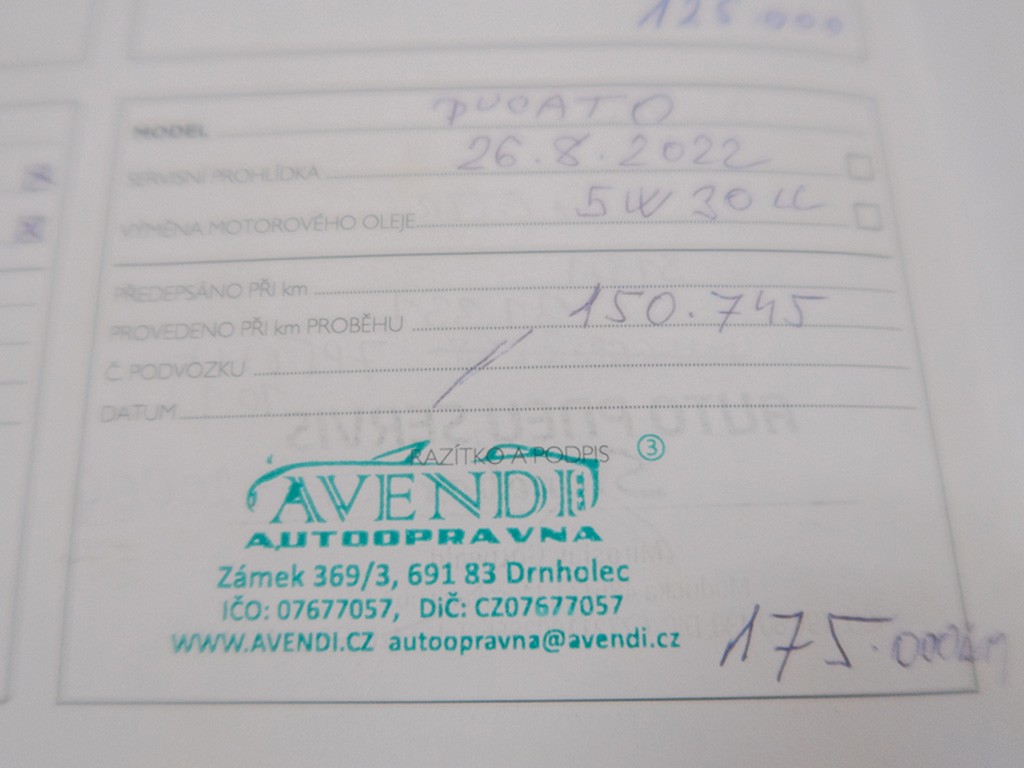 125.000
MODEL DUCATO
SERVISNÍ PROHLÍDKA 26.8.2022
VÝMĚNA MOTOROVÉHO OLEJE 5W30
PŘEDEPSÁNO PŘI km
PROVEDENO PŘI km PROBĚHU 150.745
Č. PODVOZKU
DATUM
RAZÍTKO A PODPIS 3
AVENDI
AUTOOPRAVNA
Zámek 369/3, 691 83 Drnholec
IČO: 07677057, DiČ: CZ07677057
WWW.AVENDI.CZ autoopravna@avendi.cz
175.000km